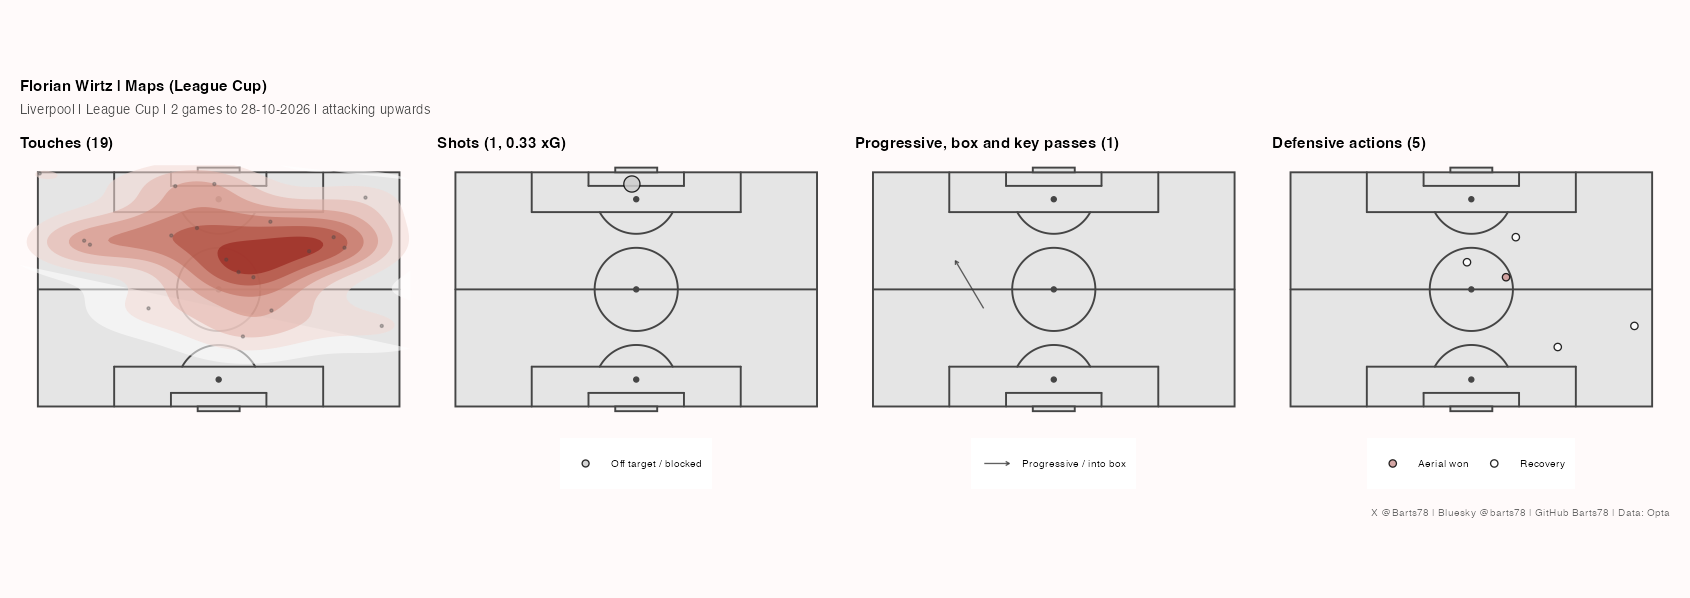 Florian Wirtz | Maps (League Cup)
Liverpool | League Cup | 2 games to 28-10-2026 | attacking upwards
Touches (19)
Shots (1, 0.33 xG)
Progressive, box and key passes (1)
Defensive actions (5)
Off target / blocked
Progressive / into box
Aerial won
Recovery
X @Barts78 | Bluesky @barts78 | GitHub Barts78 | Data: Opta